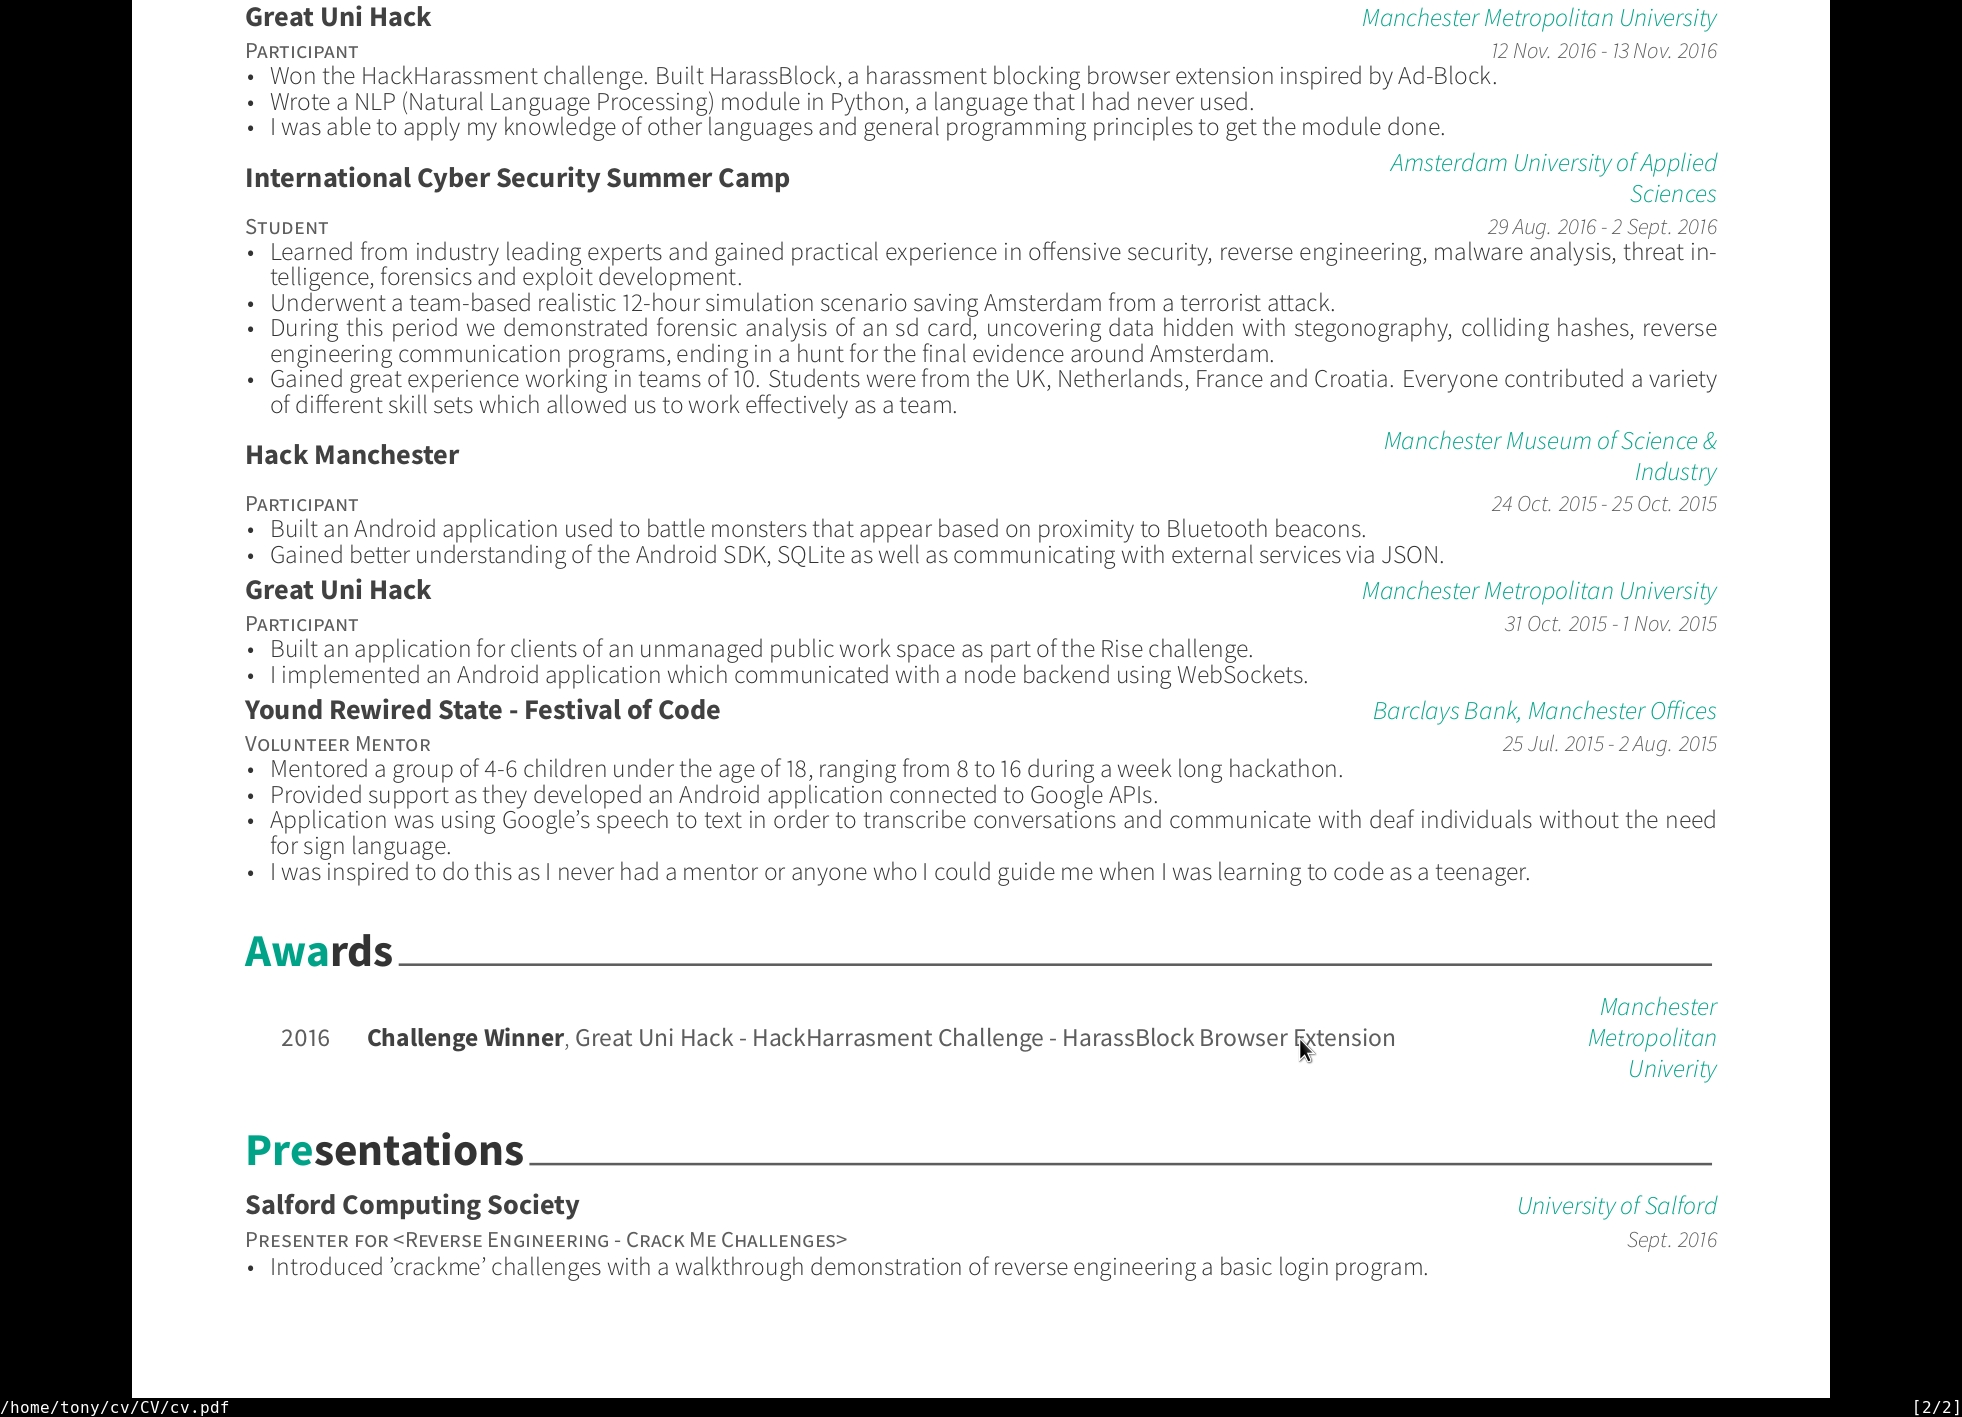 Great Uni Hack Manchester Metropolitan University
PARTICIPANT 12 Nov. 2016 - 13 Nov. 2016
• Won the HackHarassment challenge. Built HarassBlock, a harassment blocking browser extension inspired by Ad-Block.
• Wrote a NLP (Natural Language Processing) module in Python, a language that I had never used.
• I was able to apply my knowledge of other languages and general programming principles to get the module done.
International Cyber Security Summer Camp Amsterdam University of Applied
Sciences
STUDENT 29 Aug. 2016 - 2 Sept. 2016
• Learned from industry leading experts and gained practical experience in offensive security, reverse engineering, malware analysis, threat in-
telligence, forensics and exploit development.
• Underwent a team-based realistic 12-hour simulation scenario saving Amsterdam from a terrorist attack.
• During this period we demonstrated forensic analysis of an sd card, uncovering data hidden with stegonography, colliding hashes, reverse
engineering communication programs, ending in a hunt for the final evidence around Amsterdam.
• Gained great experience working in teams of 10. Students were from the UK, Netherlands, France and Croatia. Everyone contributed a variety
of different skill sets which allowed us to work effectively as a team.
Hack Manchester Manchester Museum of Science &
Industry
PARTICIPANT 24 Oct. 2015 - 25 Oct. 2015
• Built an Android application used to battle monsters that appear based on proximity to Bluetooth beacons.
• Gained better understanding of the Android SDK, SQLite as well as communicating with external services via JSON.
Great Uni Hack Manchester Metropolitan University
PARTICIPANT 31 Oct. 2015 - 1 Nov. 2015
• Built an application for clients of an unmanaged public work space as part of the Rise challenge.
• I implemented an Android application which communicated with a node backend using WebSockets.
Yound Rewired State - Festival of Code Barclays Bank, Manchester Offices
VOLUNTEER MENTOR 25 Jul. 2015 - 2 Aug. 2015
• Mentored a group of 4-6 children under the age of 18, ranging from 8 to 16 during a week long hackathon.
• Provided support as they developed an Android application connected to Google APIs.
• Application was using Google’s speech to text in order to transcribe conversations and communicate with deaf individuals without the need
for sign language.
• I was inspired to do this as I never had a mentor or anyone who I could guide me when I was learning to code as a teenager.
Awards
Manchester
2016 Challenge Winner, Great Uni Hack - HackHarrasment Challenge - HarassBlock Browser Extension Metropolitan
Univerity
Presentations
Salford Computing Society University of Salford
PRESENTER FOR <REVERSE ENGINEERING - CRACK ME CHALLENGES> Sept. 2016
• Introduced ’crackme’ challenges with a walkthrough demonstration of reverse engineering a basic login program.
/home/tony/cv/CV/cv.pdf [2/2]